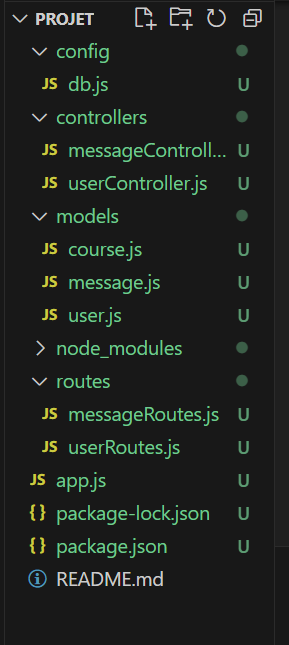 PROJET
config
JS db.js U
controllers
JS messageControll... U
JS userController.js U
models
JS course.js U
JS message.js U
JS user.js U
node_modules
routes
JS messageRoutes.js U
JS userRoutes.js U
JS app.js U
{} package-lock.json U
{} package.json U
README.md